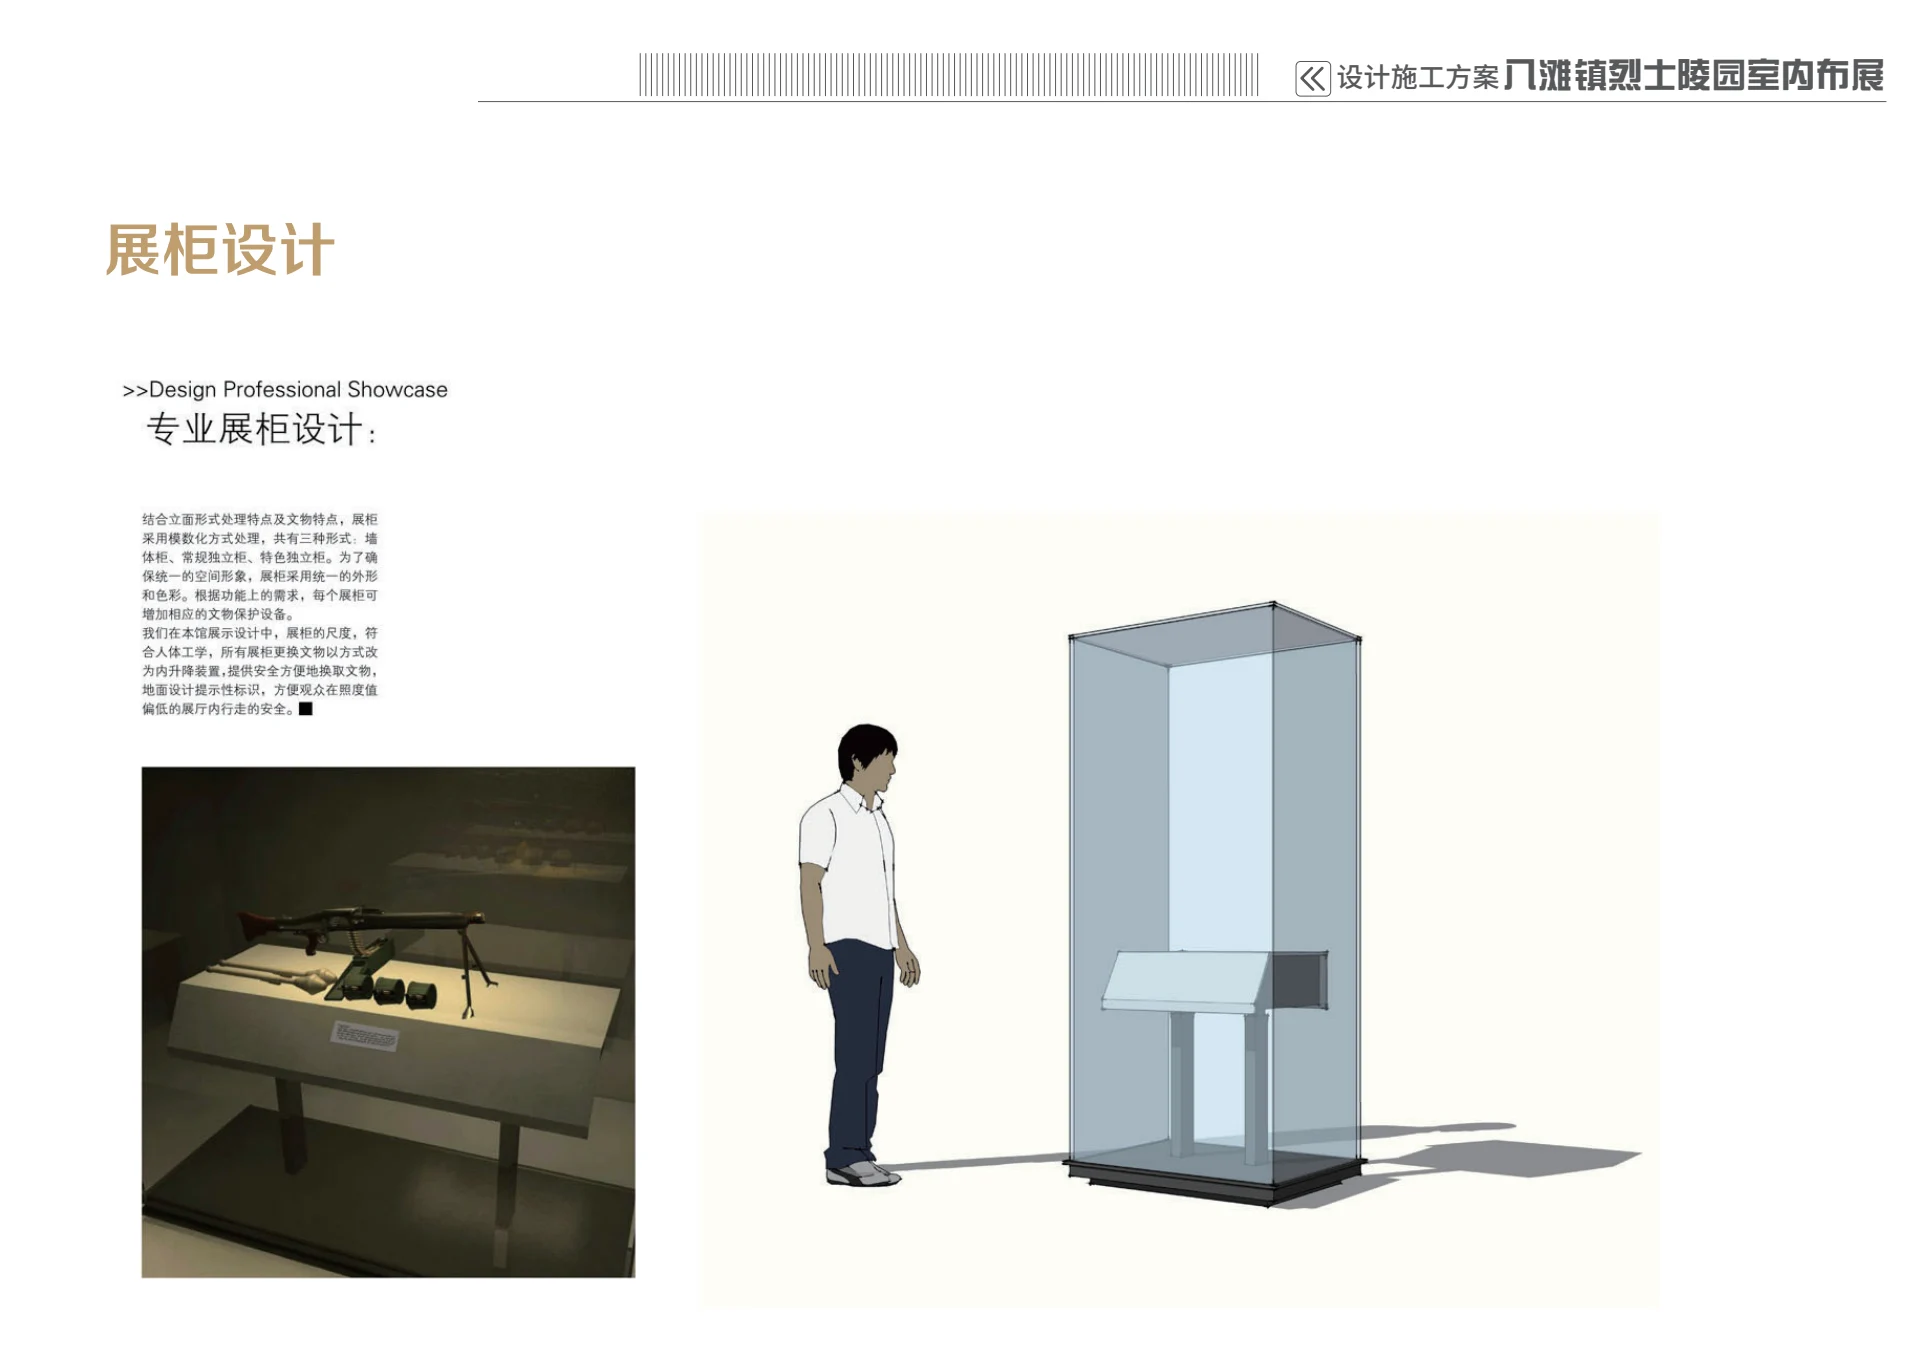 设计施工方案 八滩镇烈士陵园室内布展
展柜设计
>>Design Professional Showcase
专业展柜设计：
结合立面形式处理特点及文物特点，展柜
采用模数化方式处理，共有三种形式：墙
体柜、常规独立柜、特色独立柜。为了确
保统一的空间形象，展柜采用统一的外形
和色彩。根据功能上的需求，每个展柜可
增加相应的文物保护设备。
我们在本馆展示设计中，展柜的尺度，符
合人体工学，所有展柜更换文物以方式改
为内升降装置，提供安全方便地换取文物，
地面设计提示性标识，方便观众在照度值
偏低的展厅内行走的安全。